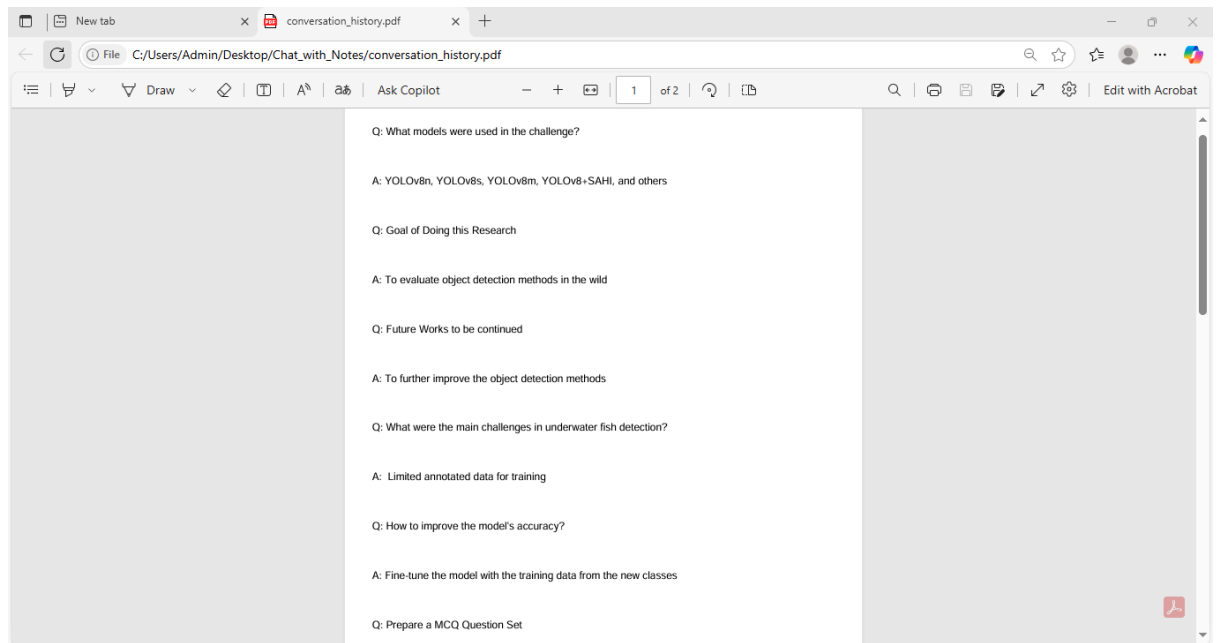 New tab
conversation_history.pdf
File C:/Users/Admin/Desktop/Chat_with_Notes/conversation_history.pdf
Draw
Ask Copilot
1 of 2
Edit with Acrobat
Q: What models were used in the challenge?
A: YOLOv8n, YOLOv8s, YOLOv8m, YOLOv8+SAHI, and others
Q: Goal of Doing this Research
A: To evaluate object detection methods in the wild
Q: Future Works to be continued
A: To further improve the object detection methods
Q: What were the main challenges in underwater fish detection?
A: Limited annotated data for training
Q: How to improve the model's accuracy?
A: Fine-tune the model with the training data from the new classes
Q: Prepare a MCQ Question Set